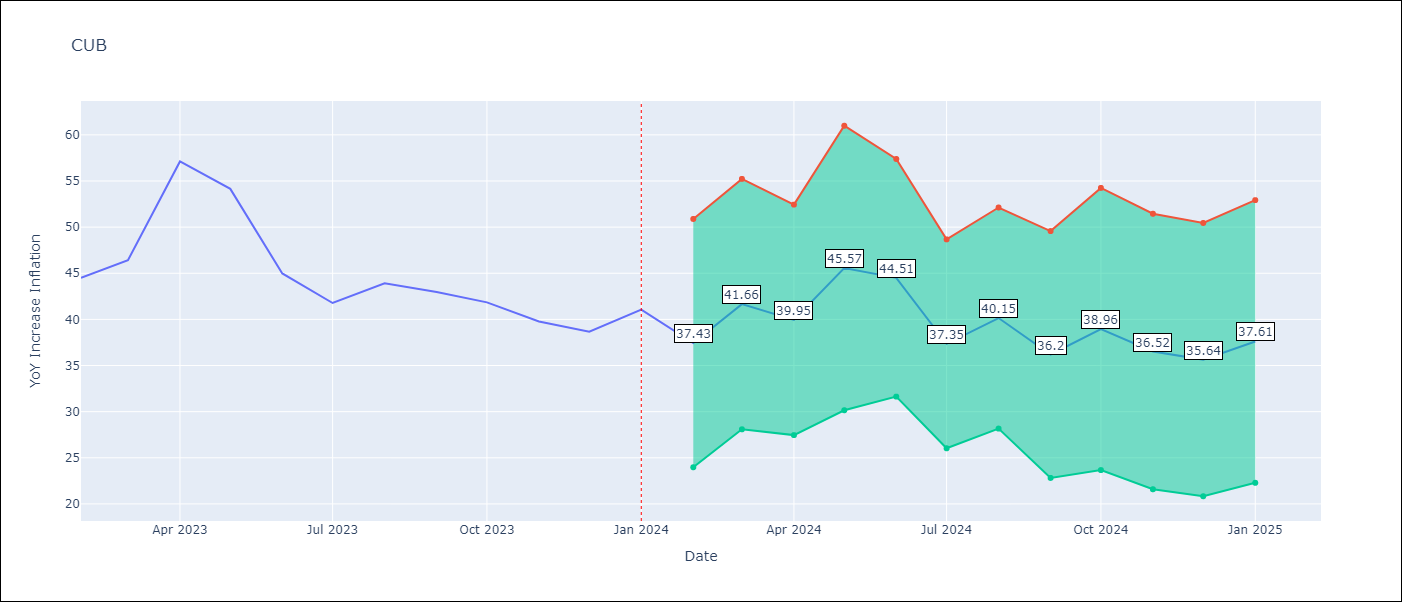 CUB
YoY Increase Inflation
60
55
50
45
40
35
30
25
20
37.43
41.66
39.95
45.57
44.51
37.35
40.15
36.2
38.96
36.52
35.64
37.61
Apr 2023
Jul 2023
Oct 2023
Jan 2024
Apr 2024
Jul 2024
Oct 2024
Jan 2025
Date